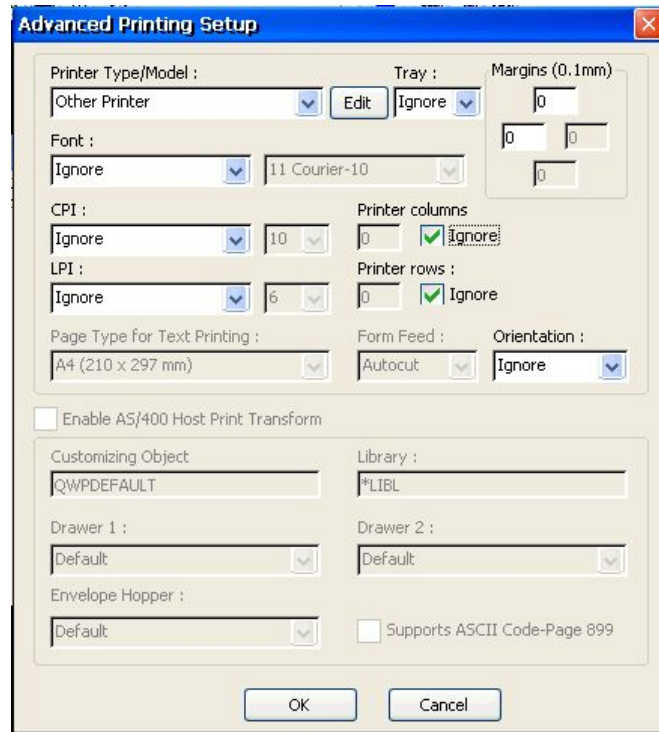 Advanced Printing Setup
Printer Type/Model :
Tray :
Margins (0.1mm)
Other Printer
Edit
Ignore
0
0
0
0
Font :
Ignore
11 Courier-10
CPI :
Printer columns
Ignore
10
0
Ignore
LPI :
Printer rows :
Ignore
6
0
Ignore
Page Type for Text Printing :
Form Feed :
Orientation :
A4 (210 x 297 mm)
Autocut
Ignore
Enable AS/400 Host Print Transform
Customizing Object
Library :
QWPDEFAULT
*LIBL
Drawer 1 :
Drawer 2 :
Default
Default
Envelope Hopper :
Default
Supports ASCII Code-Page 899
OK
Cancel